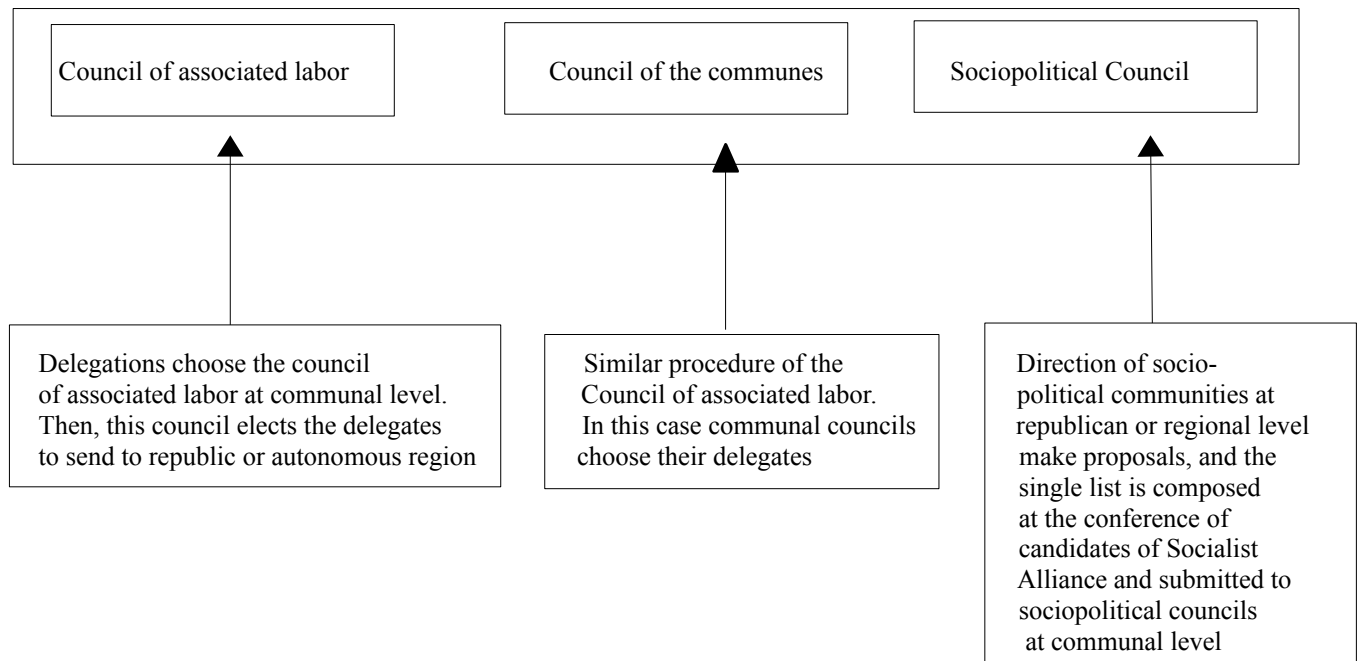 Council of associated labor
Council of the communes
Sociopolitical Council
Delegations choose the council
of associated labor at communal level.
Then, this council elects the delegates
to send to republic or autonomous region
Similar procedure of the
Council of associated labor.
In this case communal councils
choose their delegates
Direction of socio-
political communities at
republican or regional level
make proposals, and the
single list is composed
at the conference of
candidates of Socialist
Alliance and submitted to
sociopolitical councils
at communal level